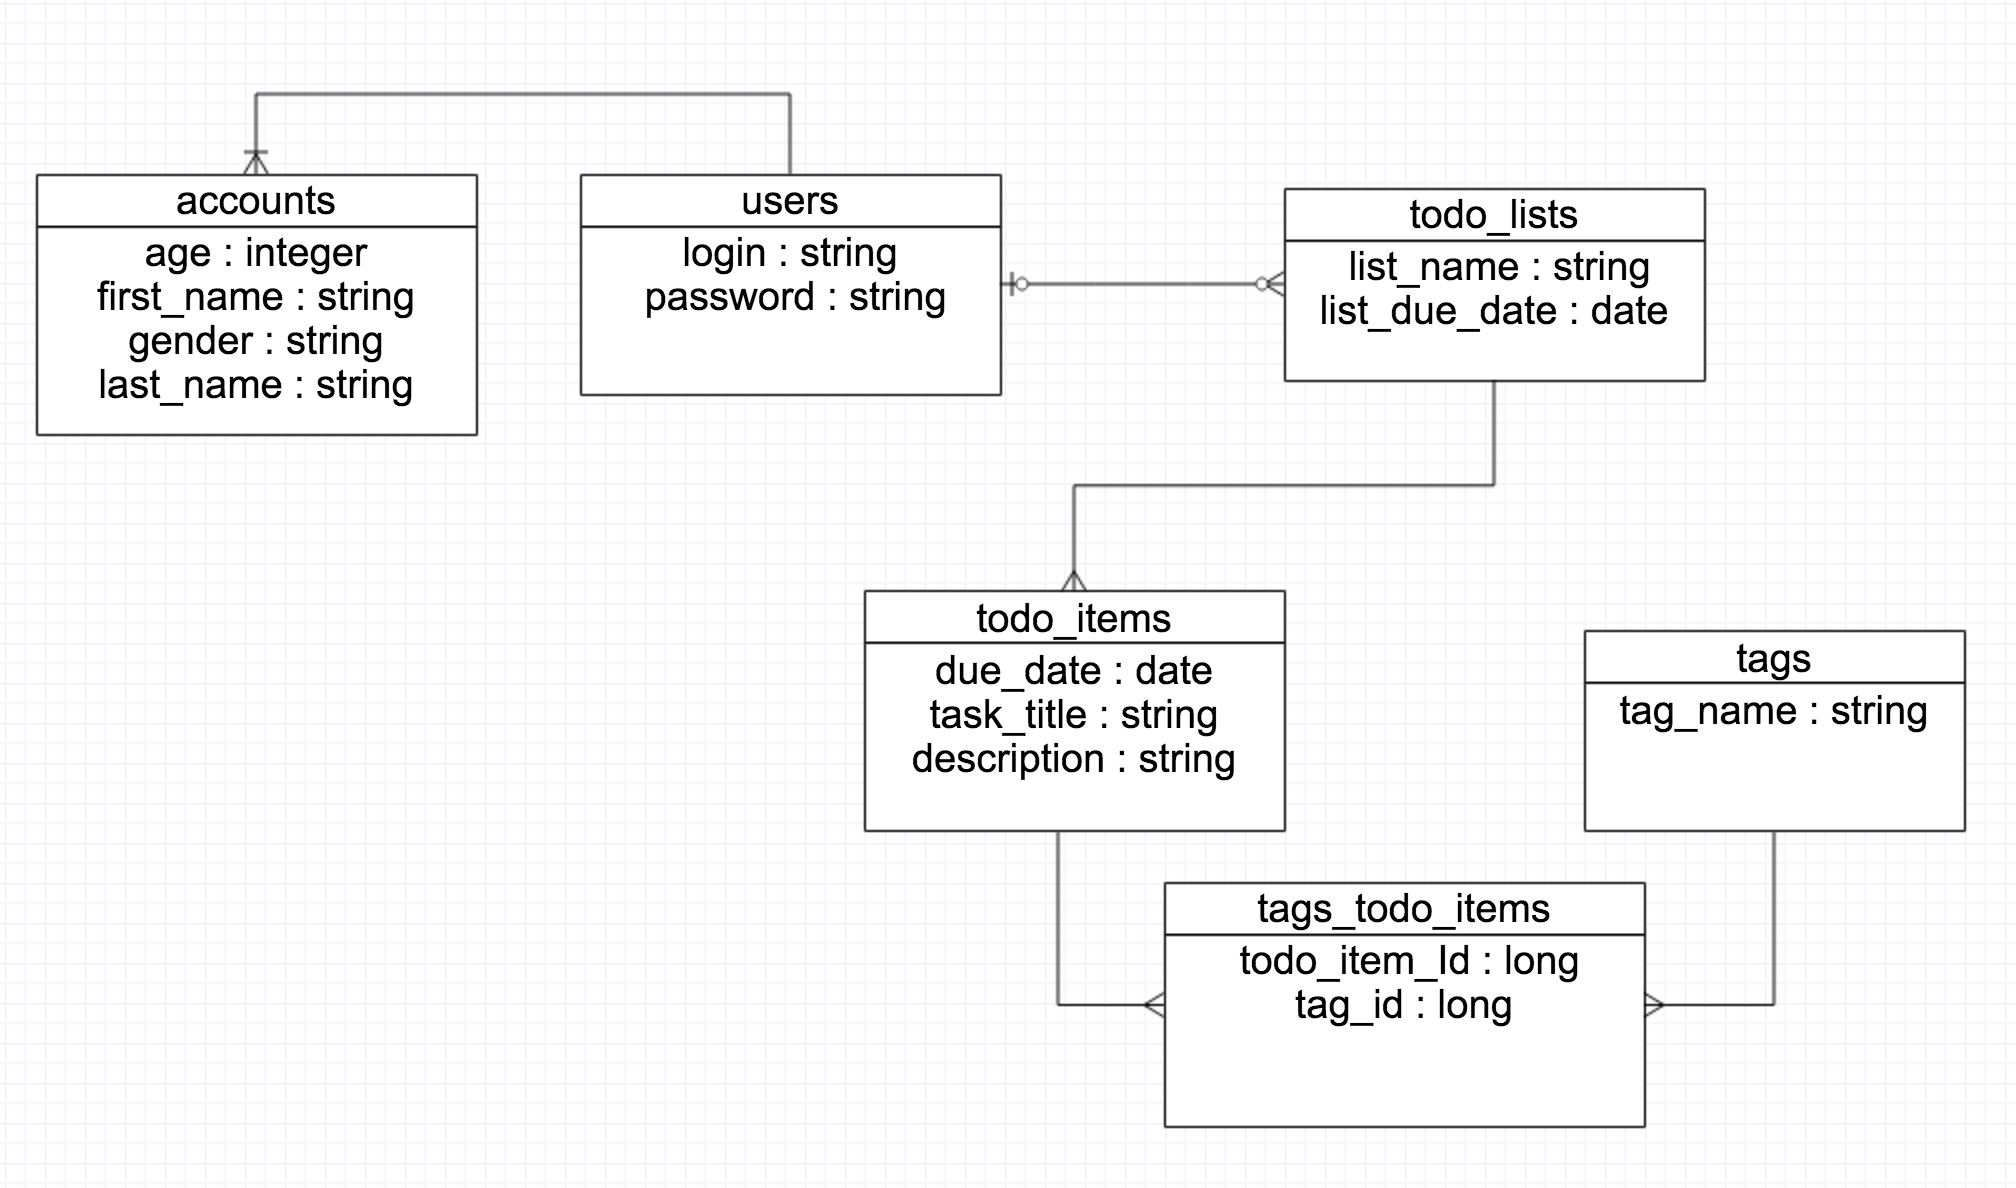 accounts
age : integer
first_name : string
gender : string
last_name : string
users
login : string
password : string
todo_lists
list_name : string
list_due_date : date
todo_items
due_date : date
task_title : string
description : string
tags
tag_name : string
tags_todo_items
todo_item_Id : long
tag_id : long